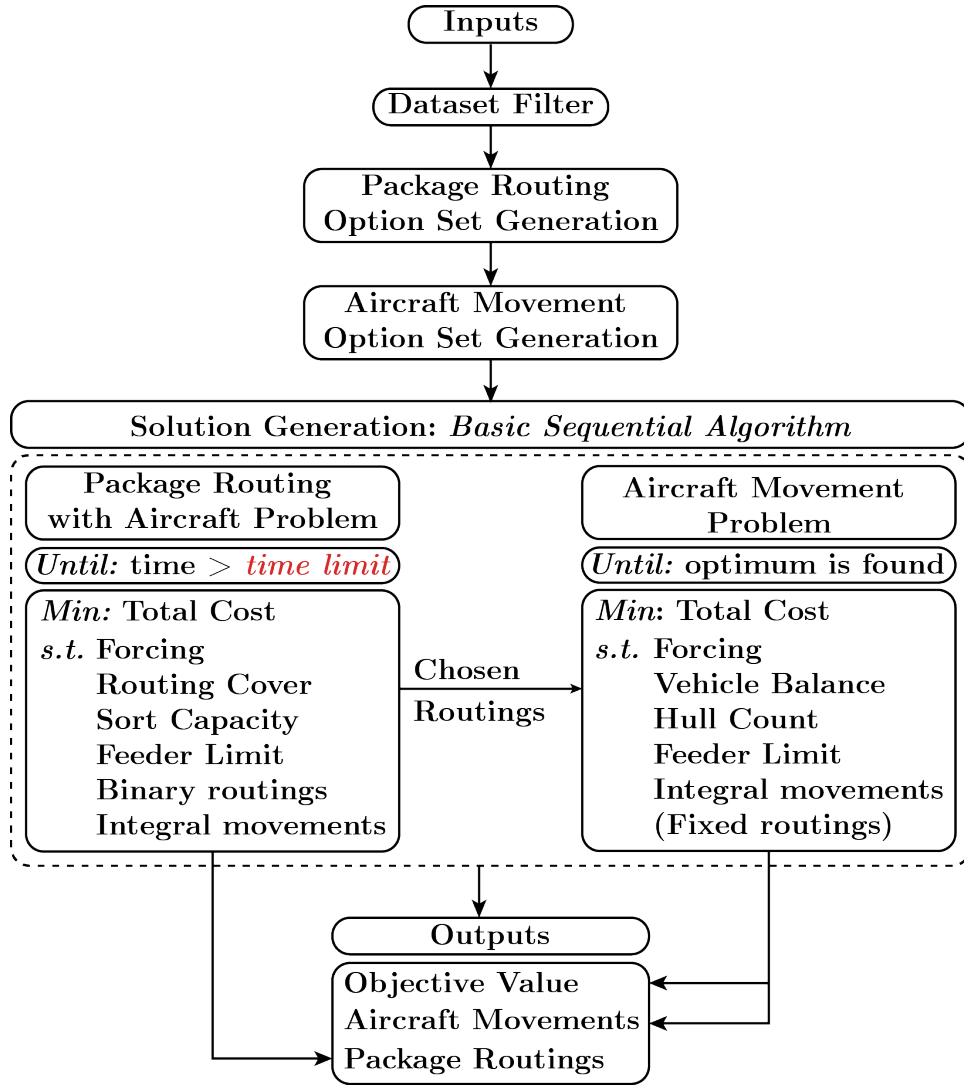 Inputs
Dataset Filter
Package Routing
Option Set Generation
Aircraft Movement
Option Set Generation
Solution Generation: Basic Sequential Algorithm
Package Routing
with Aircraft Problem
Until: time > time limit
Min: Total Cost
s.t. Forcing
Routing Cover
Sort Capacity
Feeder Limit
Binary routings
Integral movements
Chosen
Routings
Aircraft Movement
Problem
Until: optimum is found
Min: Total Cost
s.t. Forcing
Vehicle Balance
Hull Count
Feeder Limit
Integral movements
(Fixed routings)
Outputs
Objective Value
Aircraft Movements
Package Routings